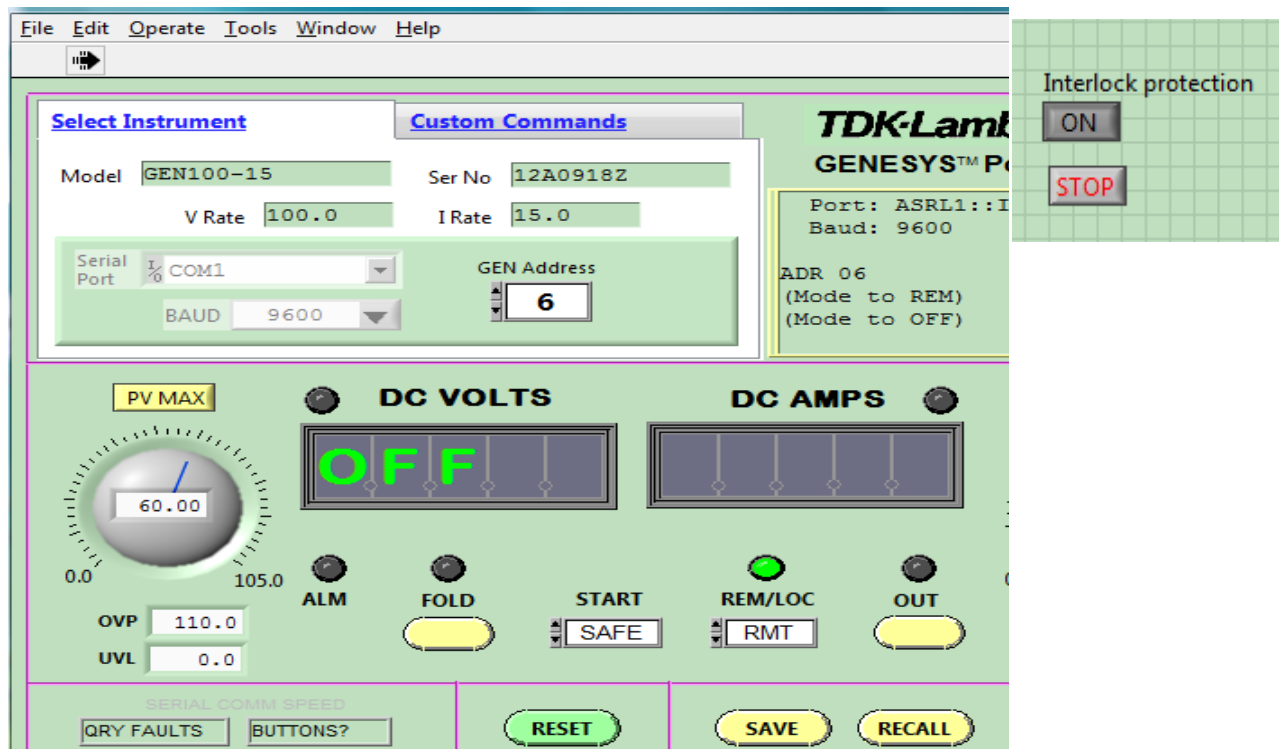 File Edit Operate Tools Window Help
Select Instrument
Custom Commands
Model GEN100-15
Ser No 12A0918Z
V Rate 100.0
I Rate 15.0
Serial Port COM1
BAUD 9600
GEN Address
6
TDK-Lamb
GENESYS™ P
Port: ASRL1::I
Baud: 9600
ADR 06
(Mode to REM)
(Mode to OFF)
Interlock protection
ON
STOP
PV MAX
DC VOLTS
DC AMPS
OFF
60.00
0.0
105.0
ALM
FOLD
START
SAFE
REM/LOC
RMT
OUT
OVP 110.0
UVL 0.0
SERIAL COMM SPEED
QRY FAULTS
BUTTONS?
RESET
SAVE
RECALL